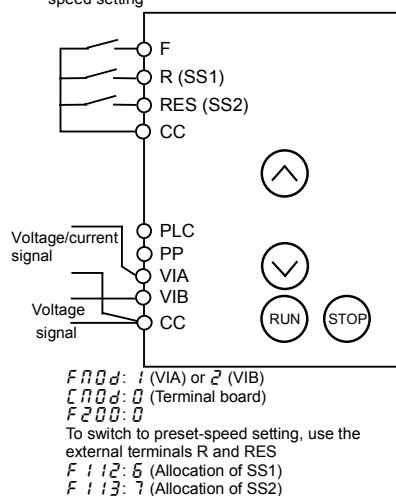 speed setting
F
R (SS1)
RES (SS2)
CC
PLC
PP
VIA
VIB
CC
Voltage/current
signal
Voltage
signal
RUN
STOP
FMOd: 1 (VIA) or 2 (VIB)
CMOd: 0 (Terminal board)
F200: 0
To switch to preset-speed setting, use the
external terminals R and RES
F112: 6 (Allocation of SS1)
F113: 7 (Allocation of SS2)